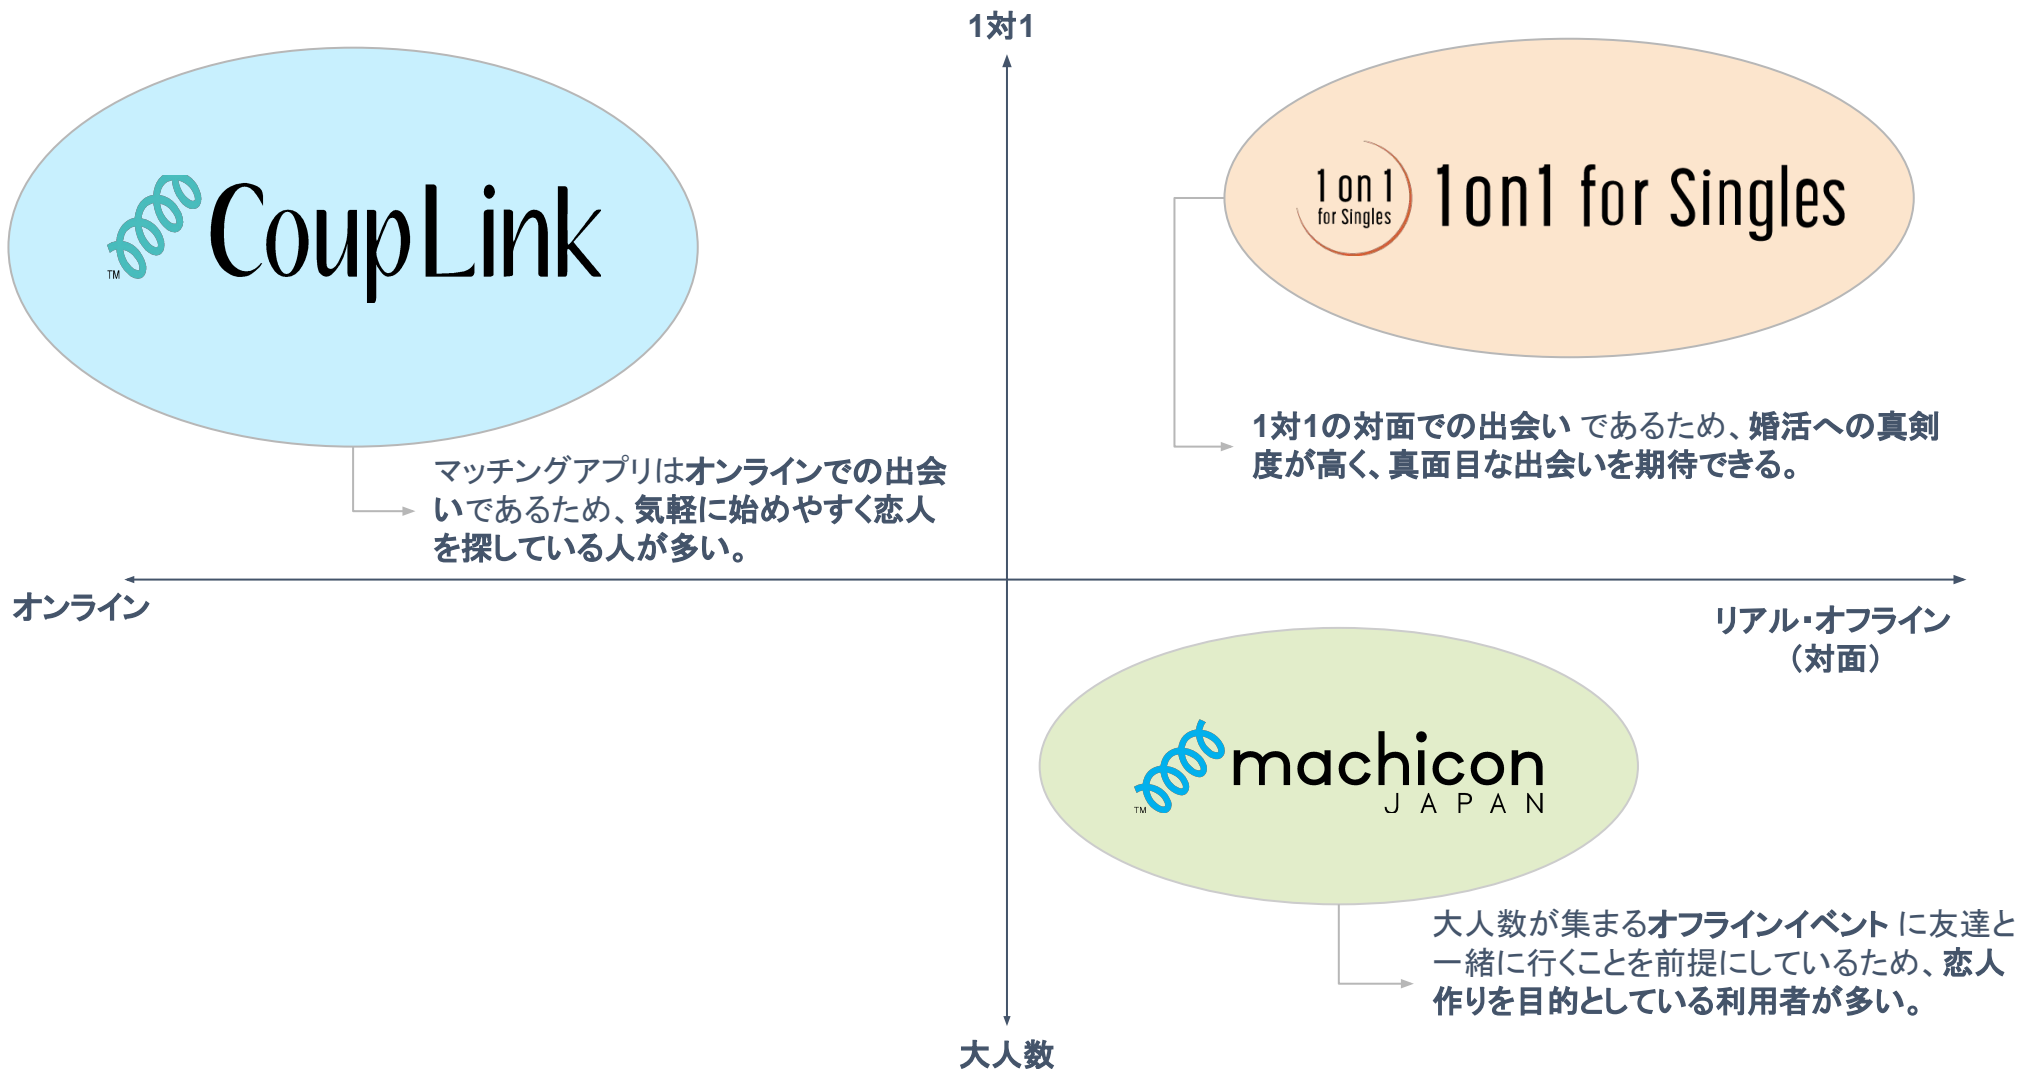 1対1
TM
CoupLink
1 on 1
for Singles
1on1 for Singles
1対1の対面での出会い であるため、婚活への真剣
度が高く、真面目な出会いを期待できる。
マッチングアプリはオンラインでの出会
いであるため、気軽に始めやすく恋人
を探している人が多い。
オンライン
リアル・オフライン
（対面）
TM
machicon
JAPAN
大人数が集まるオフラインイベント に友達と
一緒に行くことを前提にしているため、恋人
作りを目的としている利用者が多い。
大人数